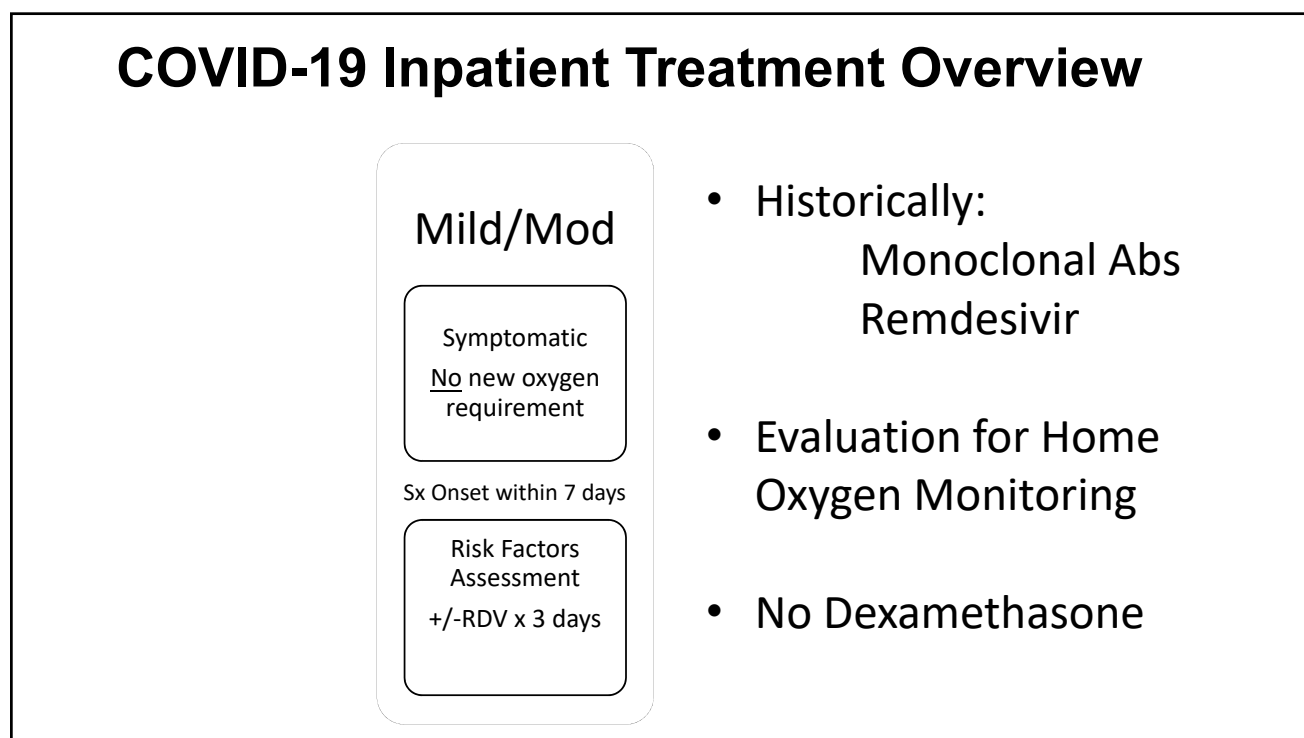 COVID-19 Inpatient Treatment Overview
Mild/Mod
Symptomatic
No new oxygen
requirement
Sx Onset within 7 days
Risk Factors
Assessment
+/-RDV x 3 days
• Historically:
Monoclonal Abs
Remdesivir
• Evaluation for Home
Oxygen Monitoring
• No Dexamethasone